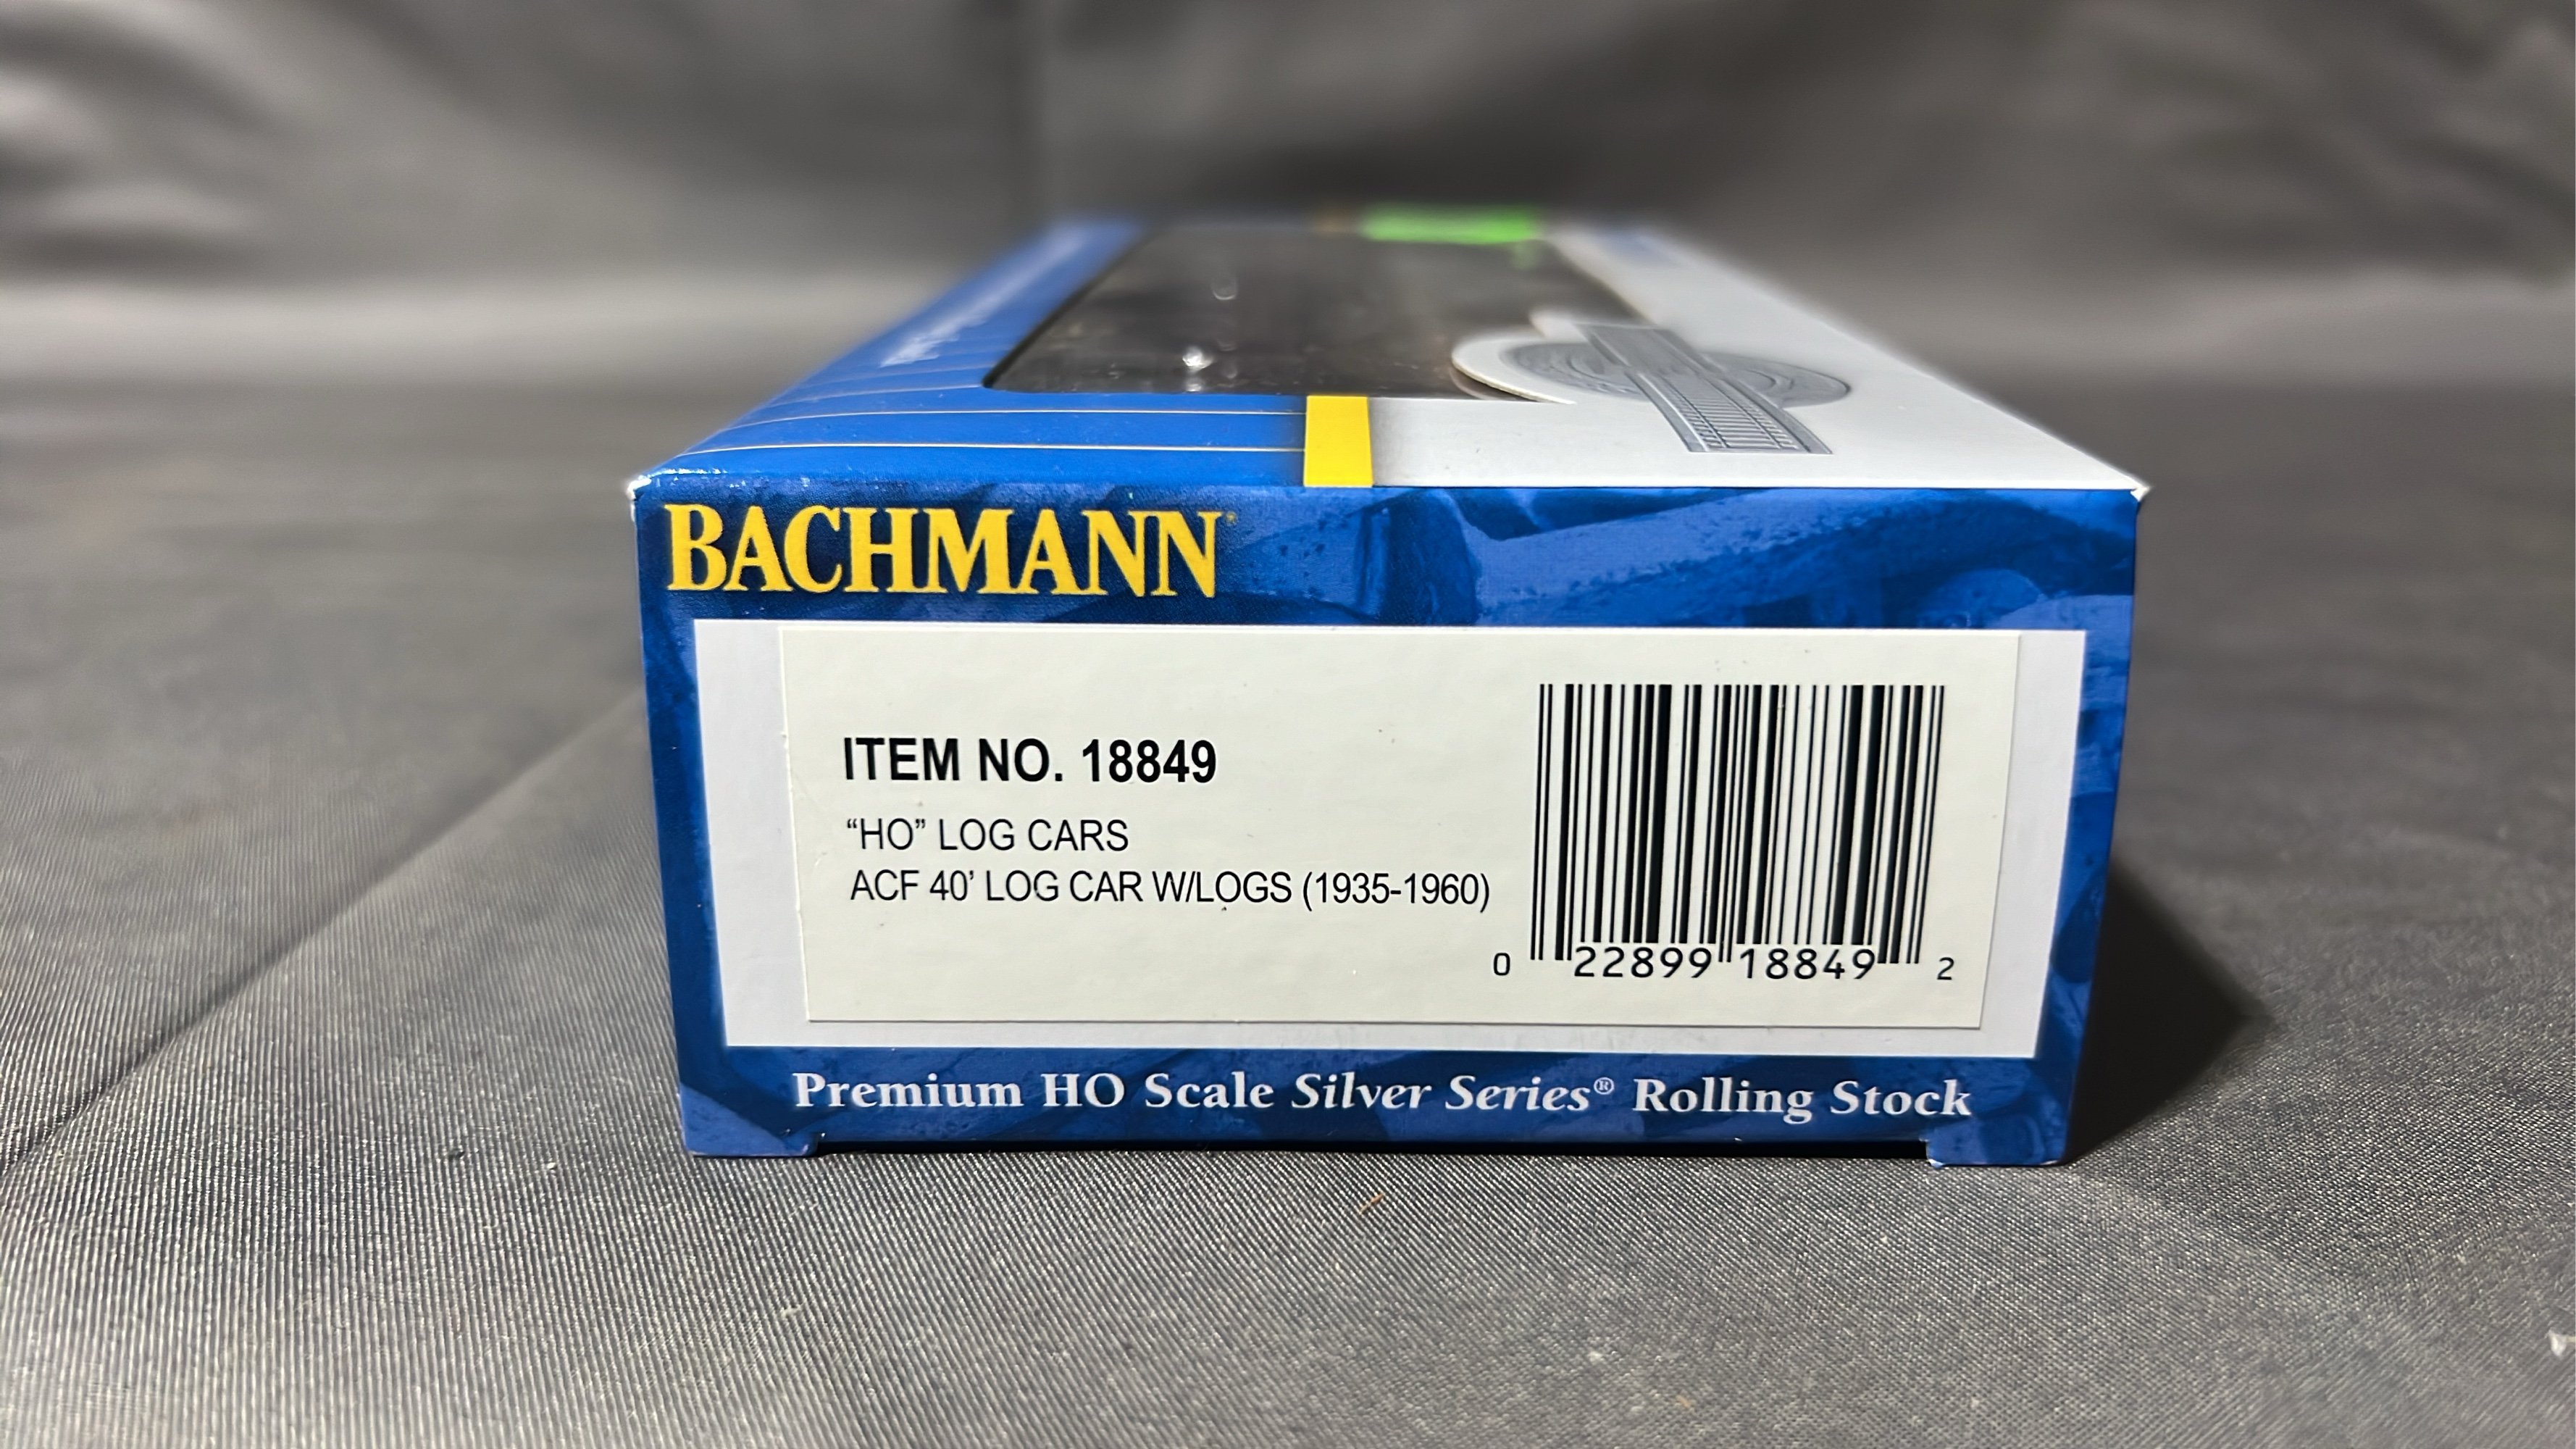 BACHMANN
ITEM NO. 18849
“HO” LOG CARS
ACF 40’ LOG CAR W/LOGS (1935-1960)
0 22899 18849 2
Premium HO Scale Silver Series® Rolling Stock